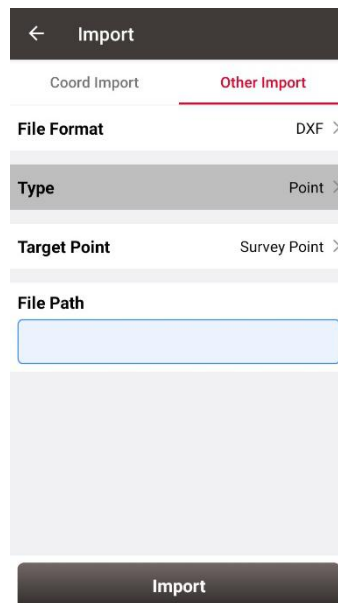 Import
Coord Import Other Import
File Format DXF
Type Point
Target Point Survey Point
File Path
Import